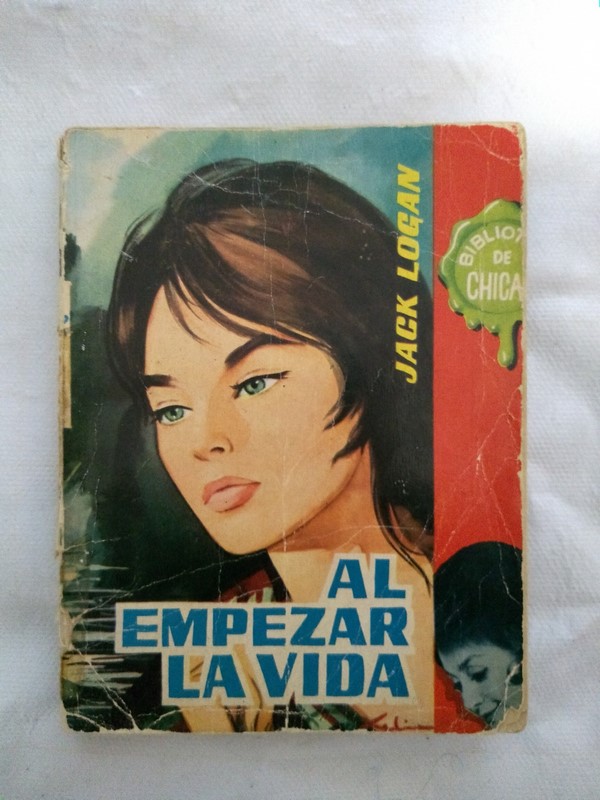 JACK LOGAN
BIBLIOT
DE
CHICA
AL
EMPEZAR
LA VIDA